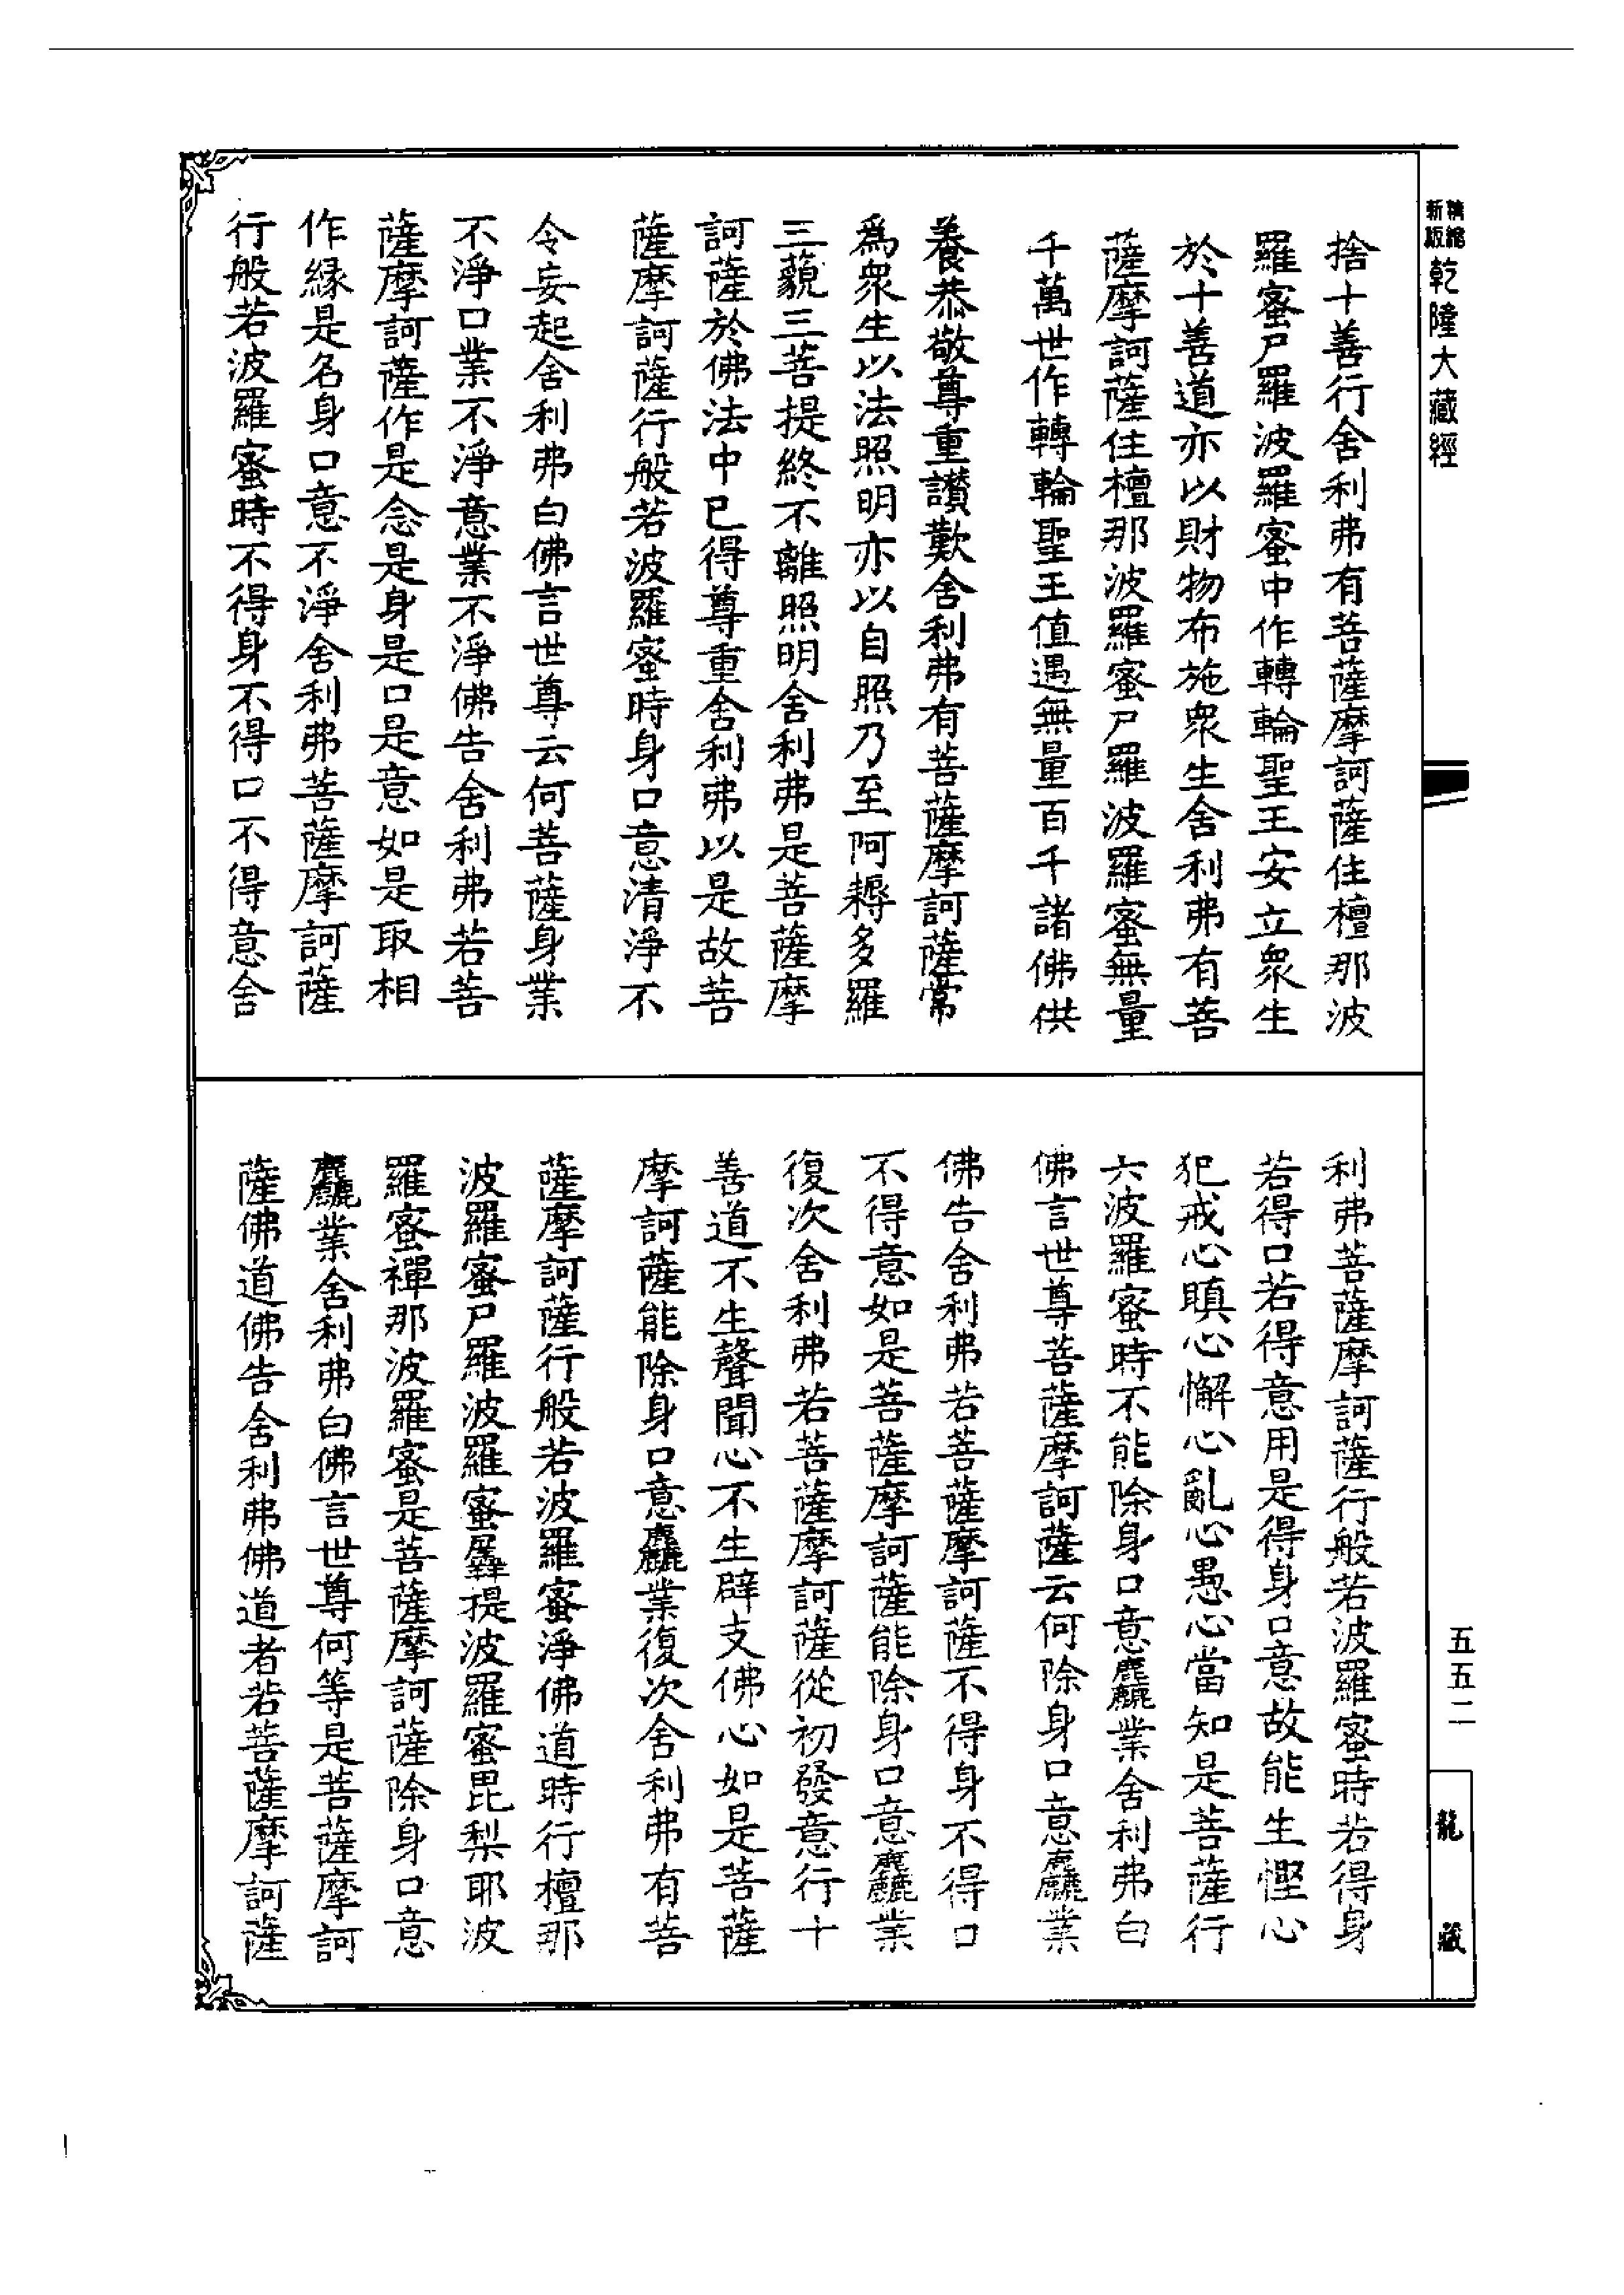 精縮新版乾隆大藏經
捨十善行舍利弗有菩薩摩訶薩住檀那波
羅蜜尸羅波羅蜜中作轉輪聖王安立衆生
於十善道亦以財物布施衆生舍利弗有菩
薩摩訶薩住檀那波羅蜜尸羅波羅蜜無量
千萬世作轉輪聖王值遇無量百千諸佛供
養恭敬尊重讃歎舍利弗有菩薩摩訶薩常
爲衆生以法照明亦以自照乃至阿耨多羅
三藐三菩提終不離照明舍利弗是菩薩摩
訶薩於佛法中已得尊重舍利弗以是故菩
薩摩訶薩行般若波羅蜜時身口意清淨不
令妄起舍利弗白佛言世尊云何菩薩身業
不淨口業不淨意業不淨佛告舍利弗若菩
薩摩訶薩作是念是身是口是意如是取相
作縁是名身口意不淨舍利弗菩薩摩訶薩
行般若波羅蜜時不得身不得口不得意舍
利弗菩薩摩訶薩行般若波羅蜜時若得身
若得口若得意用是得身口意故能生慳心
犯戒心瞋心懈心亂心愚心當知是菩薩行
六波羅蜜時不能除身口意麤業舍利弗白
佛言世尊菩薩摩訶薩云何除身口意麤業
佛告舍利弗若菩薩摩訶薩不得身不得口
不得意如是菩薩摩訶薩能除身口意麤業
復次舍利弗若菩薩摩訶薩從初發意行十
善道不生聲聞心不生辟支佛心如是菩薩
摩訶薩能除身口意麤業復次舍利弗有菩
薩摩訶薩行般若波羅蜜淨佛道時行檀那
波羅蜜尸羅波羅蜜羼提波羅蜜毘梨耶波
羅蜜禪那波羅蜜是菩薩摩訶薩除身口意
麤業舍利弗白佛言世尊何等是菩薩摩訶
薩佛道佛告舍利弗佛道者若菩薩摩訶薩
五五二
龍藏